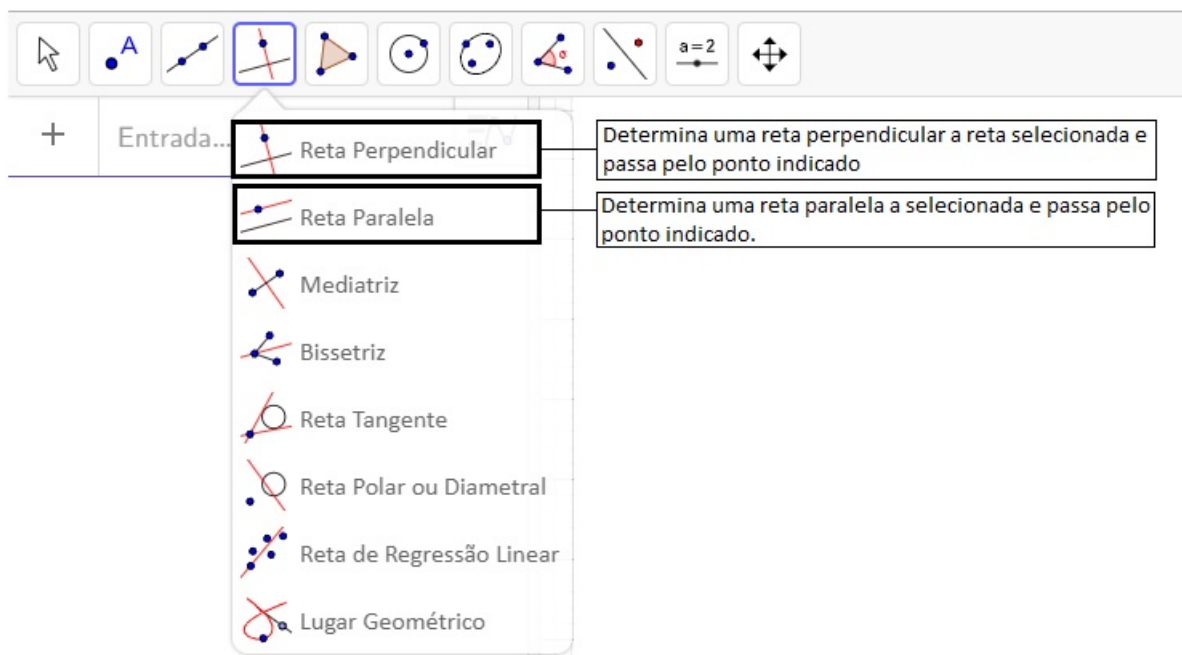 A
α
a=2
Entrada...
Reta Perpendicular
Determina uma reta perpendicular a reta selecionada e
passa pelo ponto indicado
Reta Paralela
Determina uma reta paralela a selecionada e passa pelo
ponto indicado.
Mediatriz
Bissetriz
Reta Tangente
Reta Polar ou Diametral
Reta de Regressão Linear
Lugar Geométrico